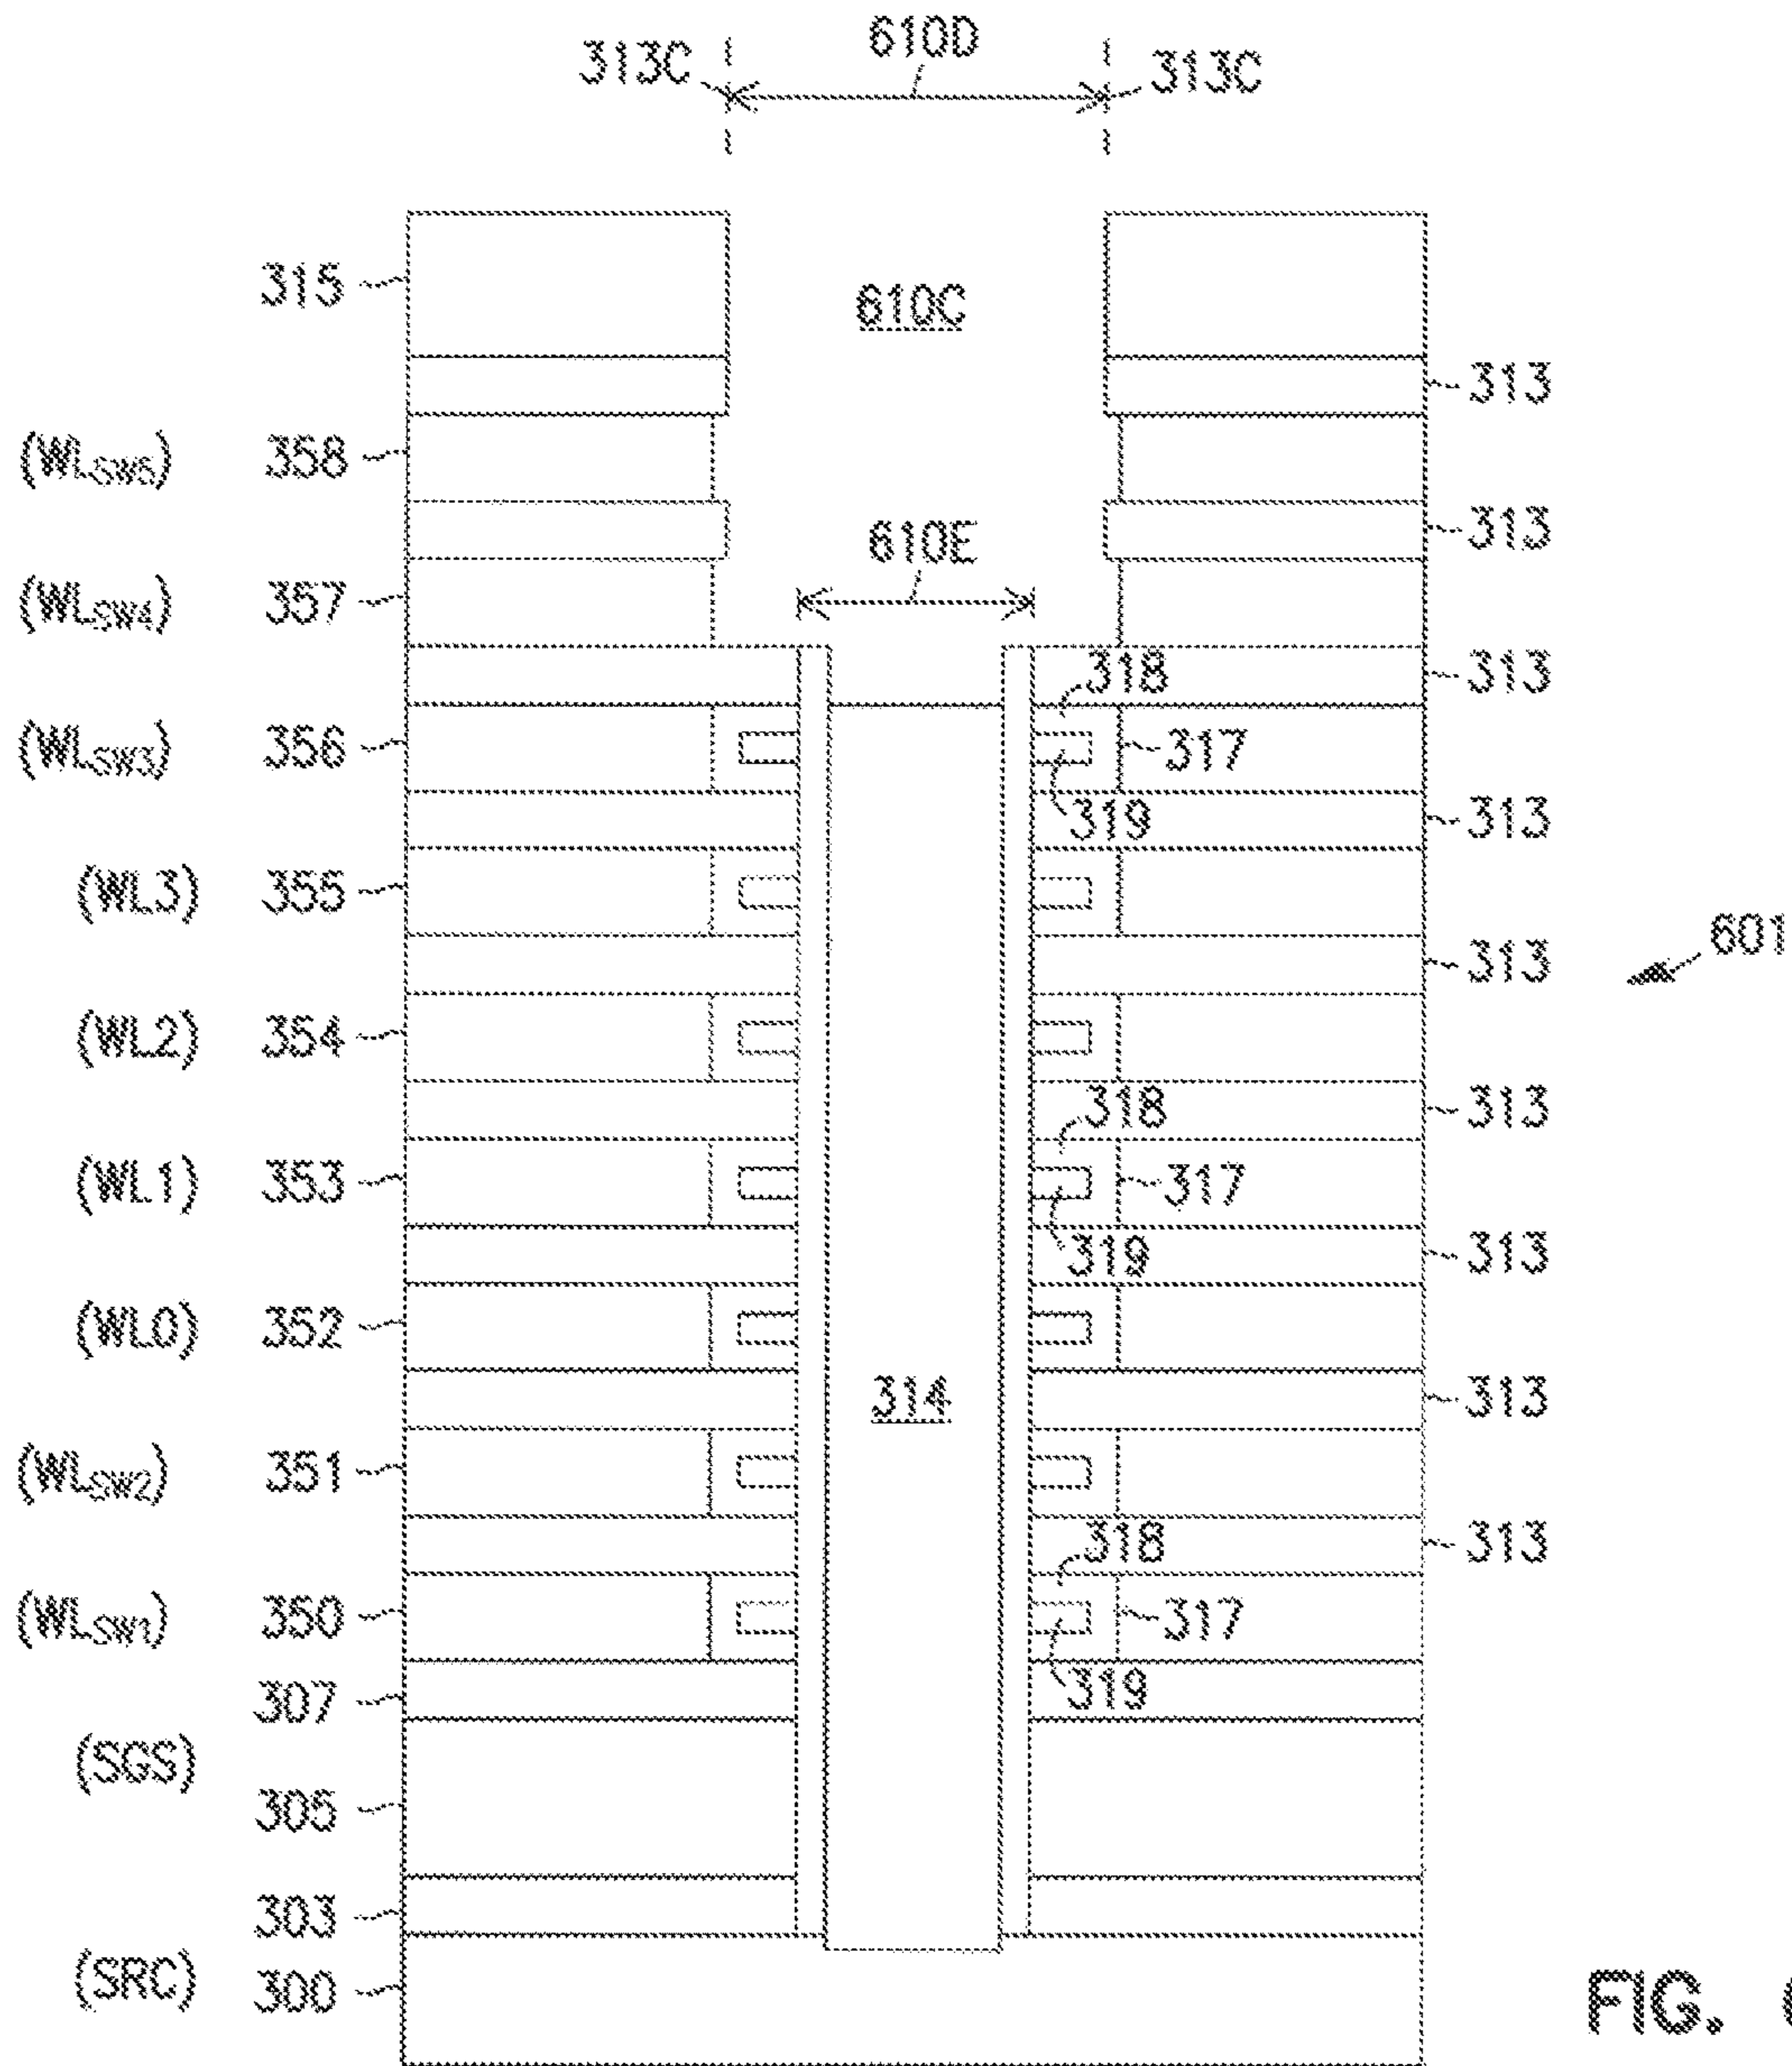 610D
313C
313C
315
610C
313
(WLSW5) 358
313
610E
(WLSW4) 357
318
313
(WLSW3) 356
317
319
313
(WL3) 355
601
313
(WL2) 354
318
313
(WL1) 353
317
319
313
(WL0) 352
314
313
(WLSW2) 351
318
313
(WLSW1) 350
317
307
319
(SGS)
305
303
(SRC)
300
FIG.